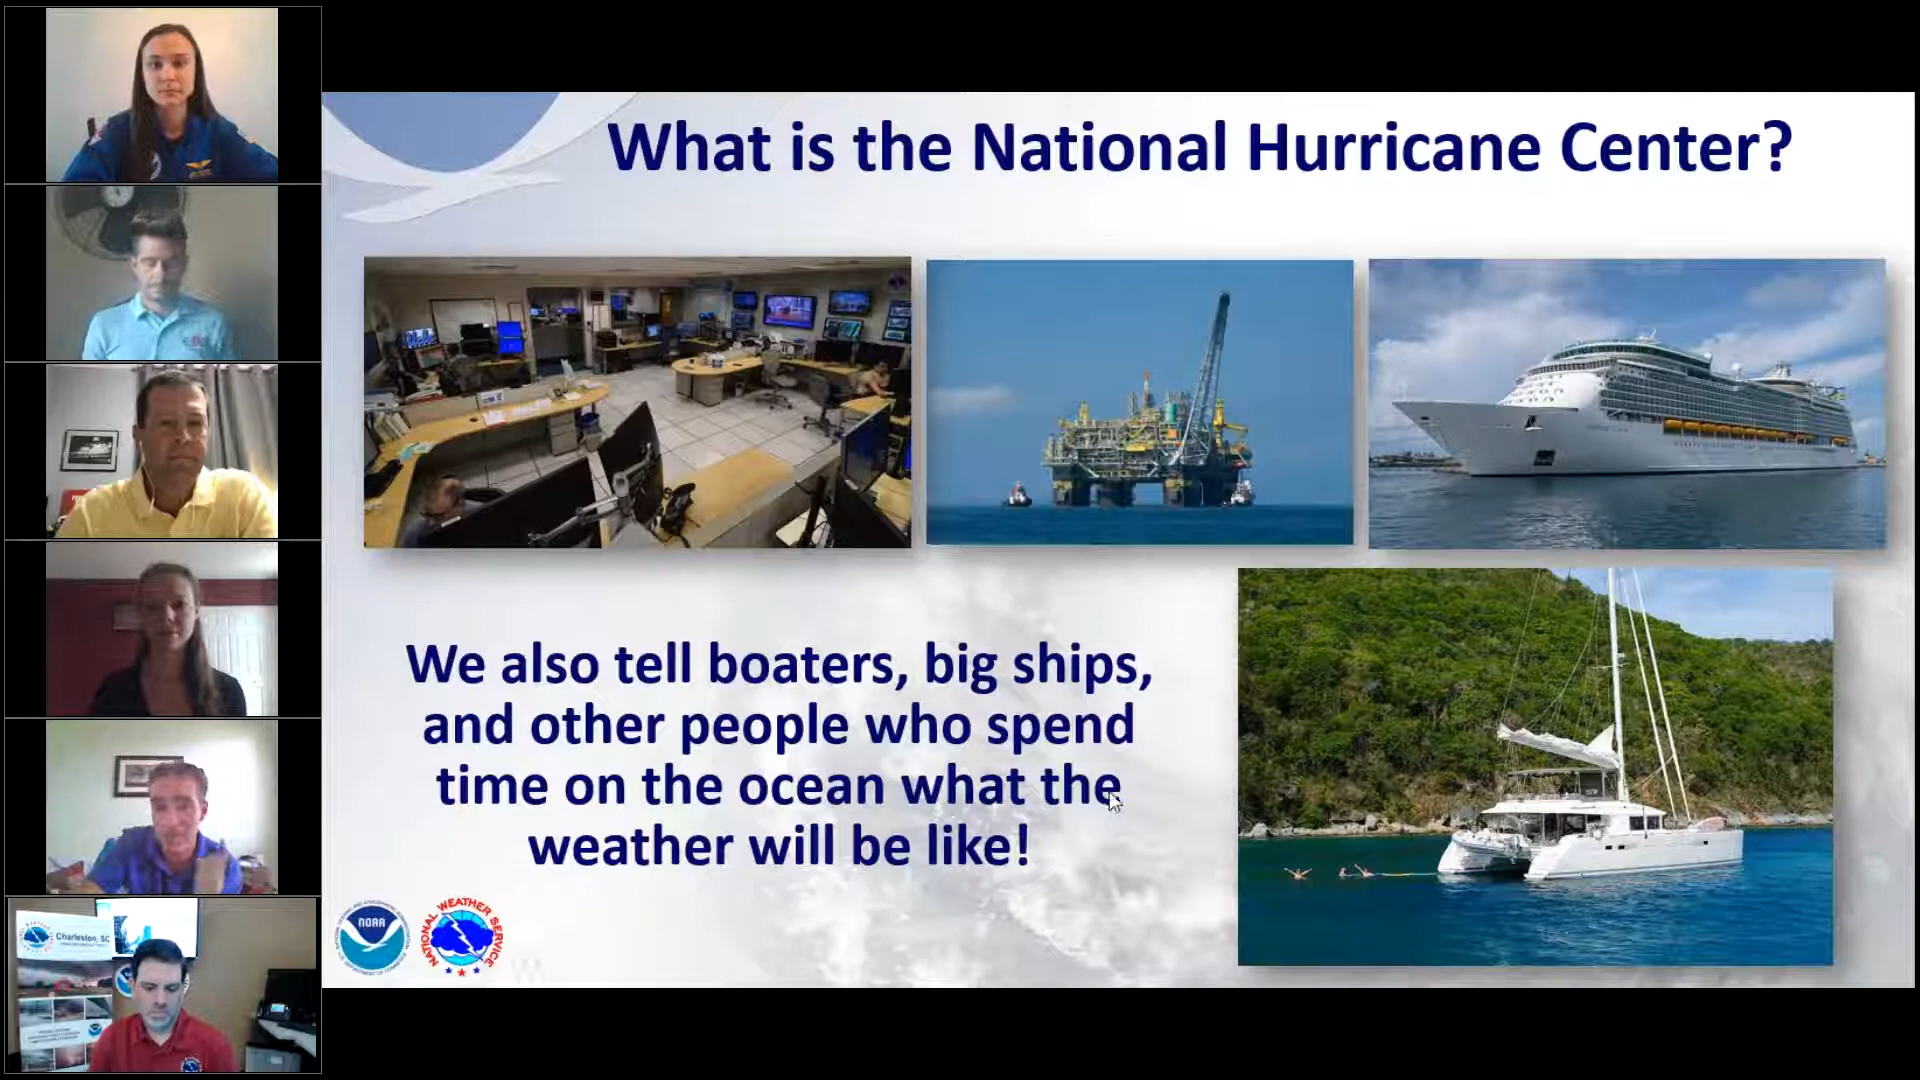 What is the National Hurricane Center?
We also tell boaters, big ships,
and other people who spend
time on the ocean what the
weather will be like!
NOAA
NATIONAL WEATHER SERVICE
Charleston, SC